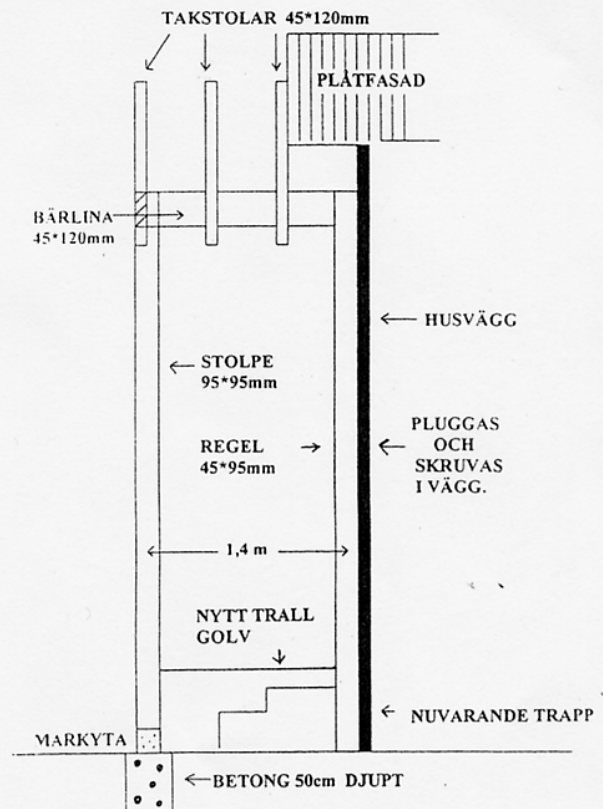 TAKSTOLAR 45*120mm
PLÅTFASAD
BÄRLINA
45*120mm
HUSVÄGG
STOLPE
95*95mm
REGEL
45*95mm
PLUGGAS
OCH
SKRUVAS
I VÄGG.
1,4 m
NYTT TRALL
GOLV
NUVARANDE TRAPP
MARKYTA
BETONG 50cm DJUPT